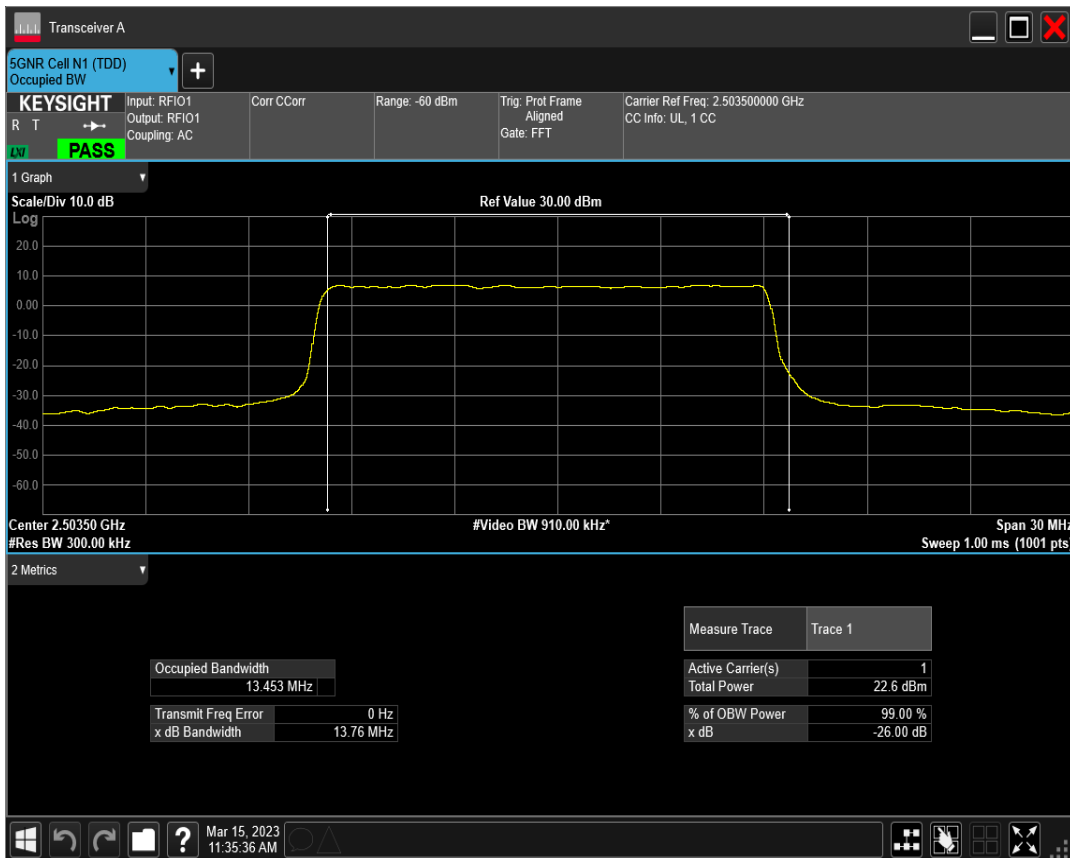 Transceiver A
5GNR Cell N1 (TDD)
Occupied BW
+
KEYSIGHT
R T
LXI
PASS
Input: RFIO1
Output: RFIO1
Coupling: AC
Corr CCorr
Range: -60 dBm
Trig: Prot Frame
Aligned
Gate: FFT
Carrier Ref Freq: 2.503500000 GHz
CC Info: UL, 1 CC
1 Graph
Scale/Div 10.0 dB
Ref Value 30.00 dBm
Log
20.0
10.0
0.00
-10.0
-20.0
-30.0
-40.0
-50.0
-60.0
Center 2.50350 GHz
#Video BW 910.00 kHz*
Span 30 MHz
#Res BW 300.00 kHz
Sweep 1.00 ms (1001 pts)
2 Metrics
Measure Trace Trace 1
Occupied Bandwidth
13.453 MHz
Active Carrier(s) 1
Total Power 22.6 dBm
Transmit Freq Error 0 Hz
x dB Bandwidth 13.76 MHz
% of OBW Power 99.00 %
x dB -26.00 dB
?
Mar 15, 2023
11:35:36 AM